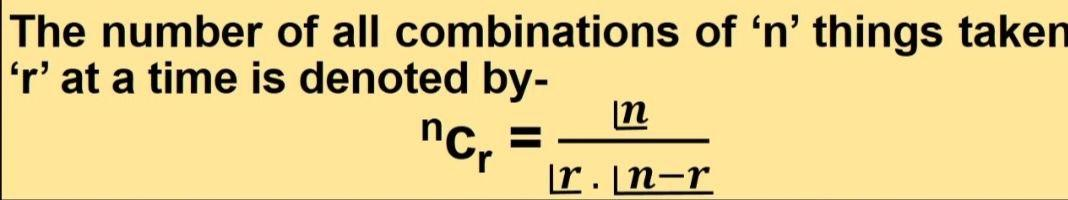 The number of all combinations of ‘n’ things taken
‘r’ at a time is denoted by-
ⁿCᵣ = |n / |r . |n−r